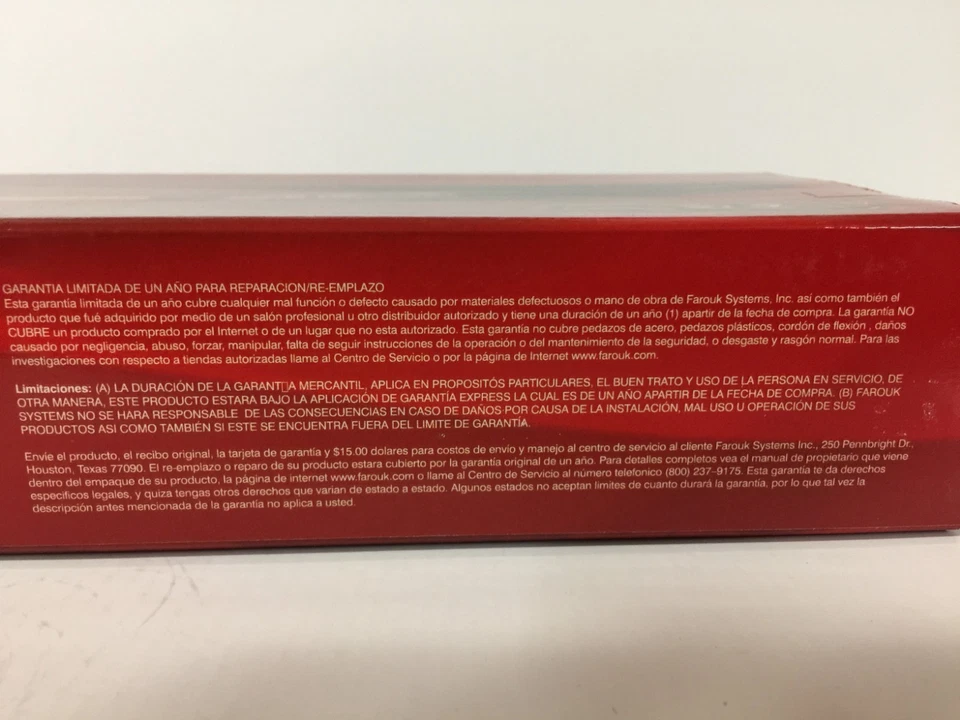 GARANTIA LIMITADA DE UN AÑO PARA REPARACION/RE-EMPLAZO
Esta garantía limitada de un año cubre cualquier mal función o defecto causado por materiales defectuosos o mano de obra de Farouk Systems, Inc. así como también el
producto que fué adquirido por medio de un salón profesional u otro distribuidor autorizado y tiene una duración de un año (1) apartir de la fecha de compra. La garantía NO
CUBRE un producto comprado por el Internet o de un lugar que no esta autorizado. Esta garantía no cubre pedazos de acero, pedazos plásticos, cordón de flexión , daños
causado por negligencia, abuso, forzar, manipular, falta de seguir instrucciones de la operación o del mantenimiento de la seguridad, o desgaste y rasgón normal. Para las
investigaciones con respecto a tiendas autorizadas llame al Centro de Servicio o por la página de Internet www.farouk.com.
Limitaciones: (A) LA DURACIÓN DE LA GARANT▯A MERCANTIL, APLICA EN PROPOSITÓS PARTICULARES, EL BUEN TRATO Y USO DE LA PERSONA EN SERVICIO, DE
OTRA MANERA, ESTE PRODUCTO ESTARA BAJO LA APLICACIÓN DE GARANTÍA EXPRESS LA CUAL ES DE UN AÑO APARTIR DE LA FECHA DE COMPRA. (B) FAROUK
SYSTEMS NO SE HARA RESPONSABLE DE LAS CONSECUENCIAS EN CASO DE DAÑOS POR CAUSA DE LA INSTALACIÓN, MAL USO U OPERACIÓN DE SUS
PRODUCTOS ASI COMO TAMBIÉN SI ESTE SE ENCUENTRA FUERA DEL LIMITE DE GARANTÍA.
Envie el producto, el recibo original, la tarjeta de garantía y $15.00 dolares para costos de envio y manejo al centro de servicio al cliente Farouk Systems Inc., 250 Pennbright Dr.,
Houston, Texas 77090. El re-emplazo o reparo de su producto estara cubierto por la garantía original de un año. Para detalles completos vea el manual de propietario que viene
dentro del empaque de su producto, la página de internet www.farouk.com o llame al Centro de Servicio al número telefonico (800) 237-9175. Esta garantía te da derechos
especificos legales, y quiza tengas otros derechos que varian de estado a estado. Algunos estados no aceptan limites de cuanto durará la garantía, por lo que tal vez la
descripción antes mencionada de la garantía no aplica a usted.